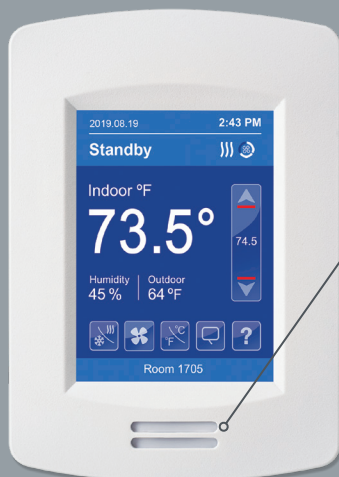 2019.08.19 2:43 PM
Standby
Indoor °F
73.5°
74.5
Humidity Outdoor
45 % 64 °F
°C
°F
?
Room 1705